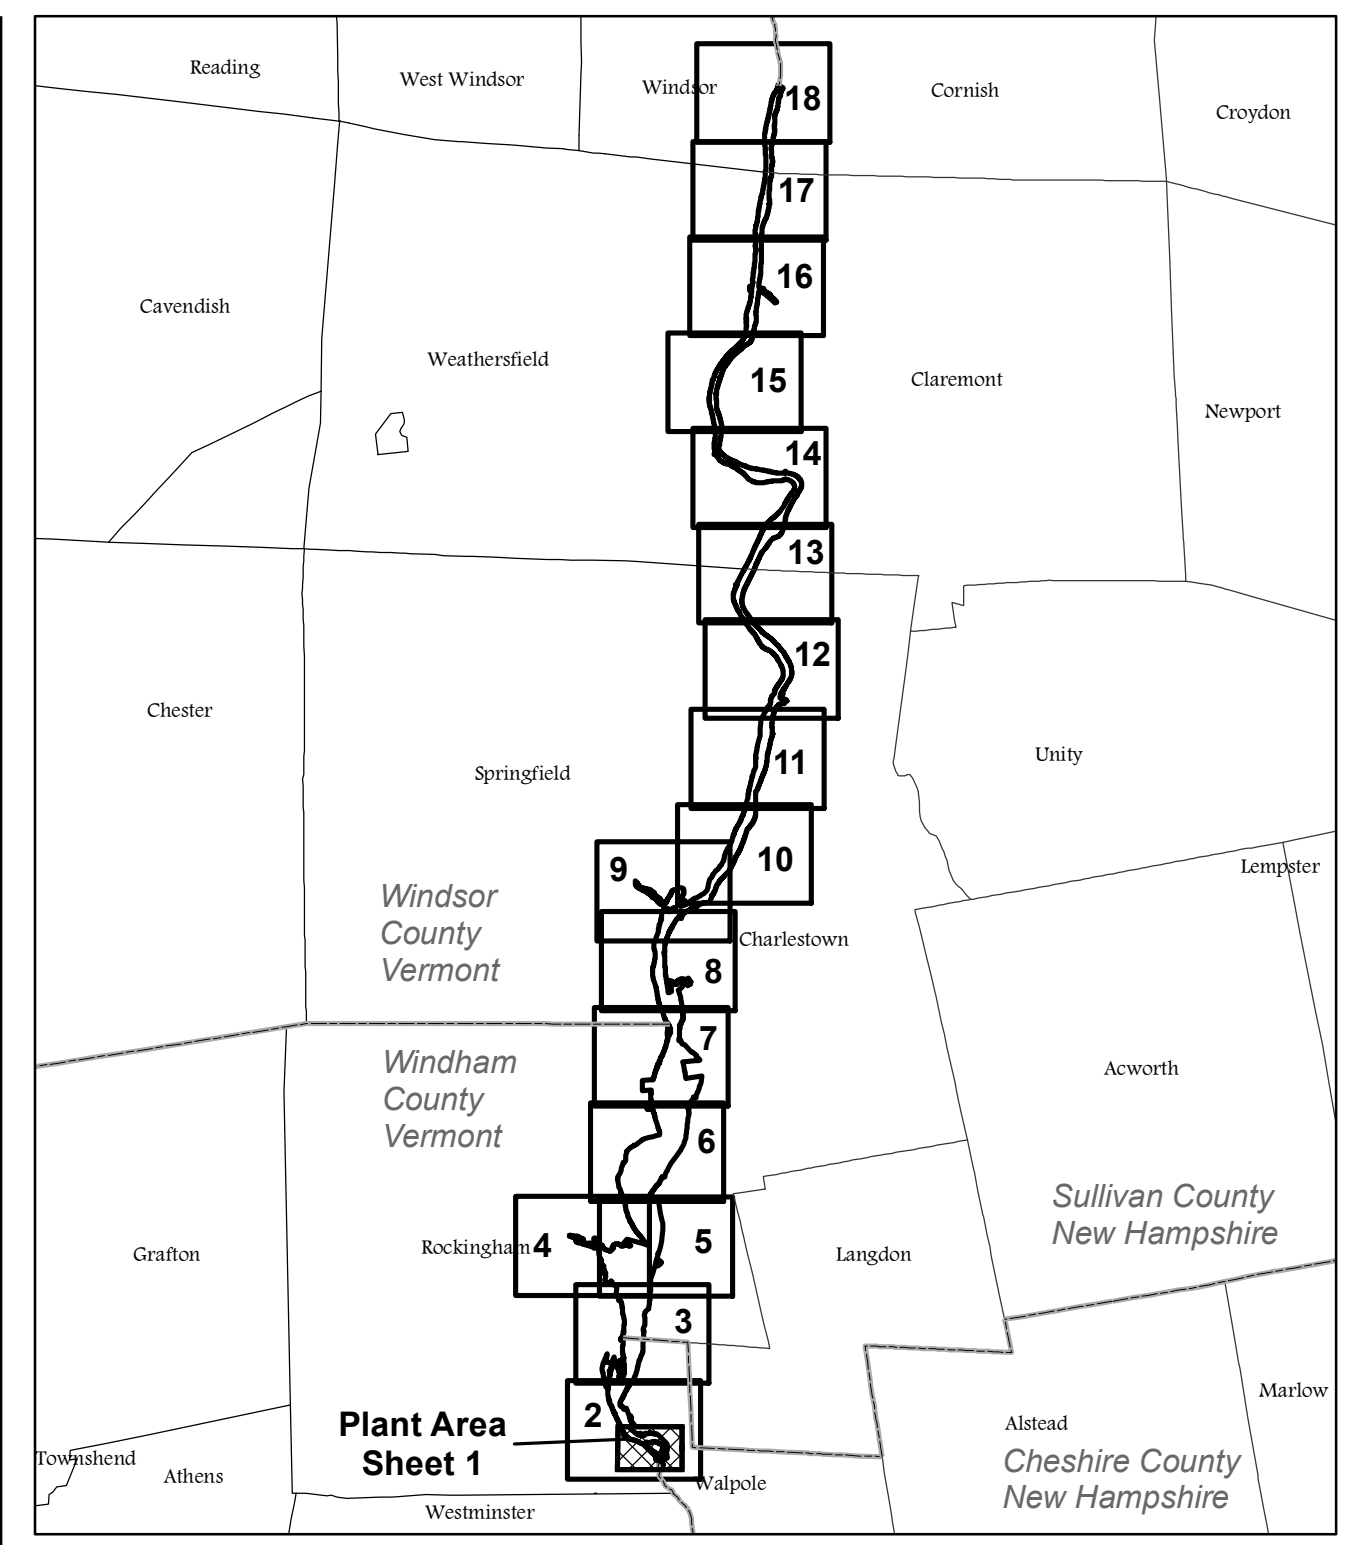 Reading
West Windsor
Windsor
18
Cornish
Croydon
17
16
Cavendish
Weathersfield
15
Claremont
Newport
14
13
12
Chester
Springfield
11
Unity
9
10
Lempster
Windsor
County
Vermont
Charlestown
8
7
Windham
County
Vermont
Acworth
6
Sullivan County
New Hampshire
Grafton
Rockingham
4
5
Langdon
3
Marlow
2
Plant Area
Sheet 1
Alstead
Townshend
Athens
Walpole
Cheshire County
New Hampshire
Westminster